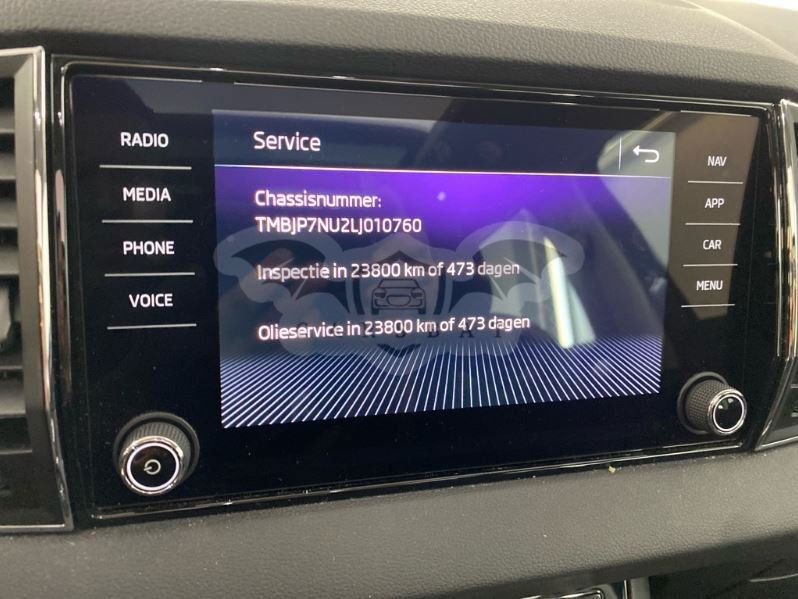 RADIO
MEDIA
PHONE
VOICE
Service
Chassisnummer:
TMBJP7NU2LJ010760
Inspectie in 23800 km of 473 dagen
Olieservice in 23800 km of 473 dagen
NAV
APP
CAR
MENU